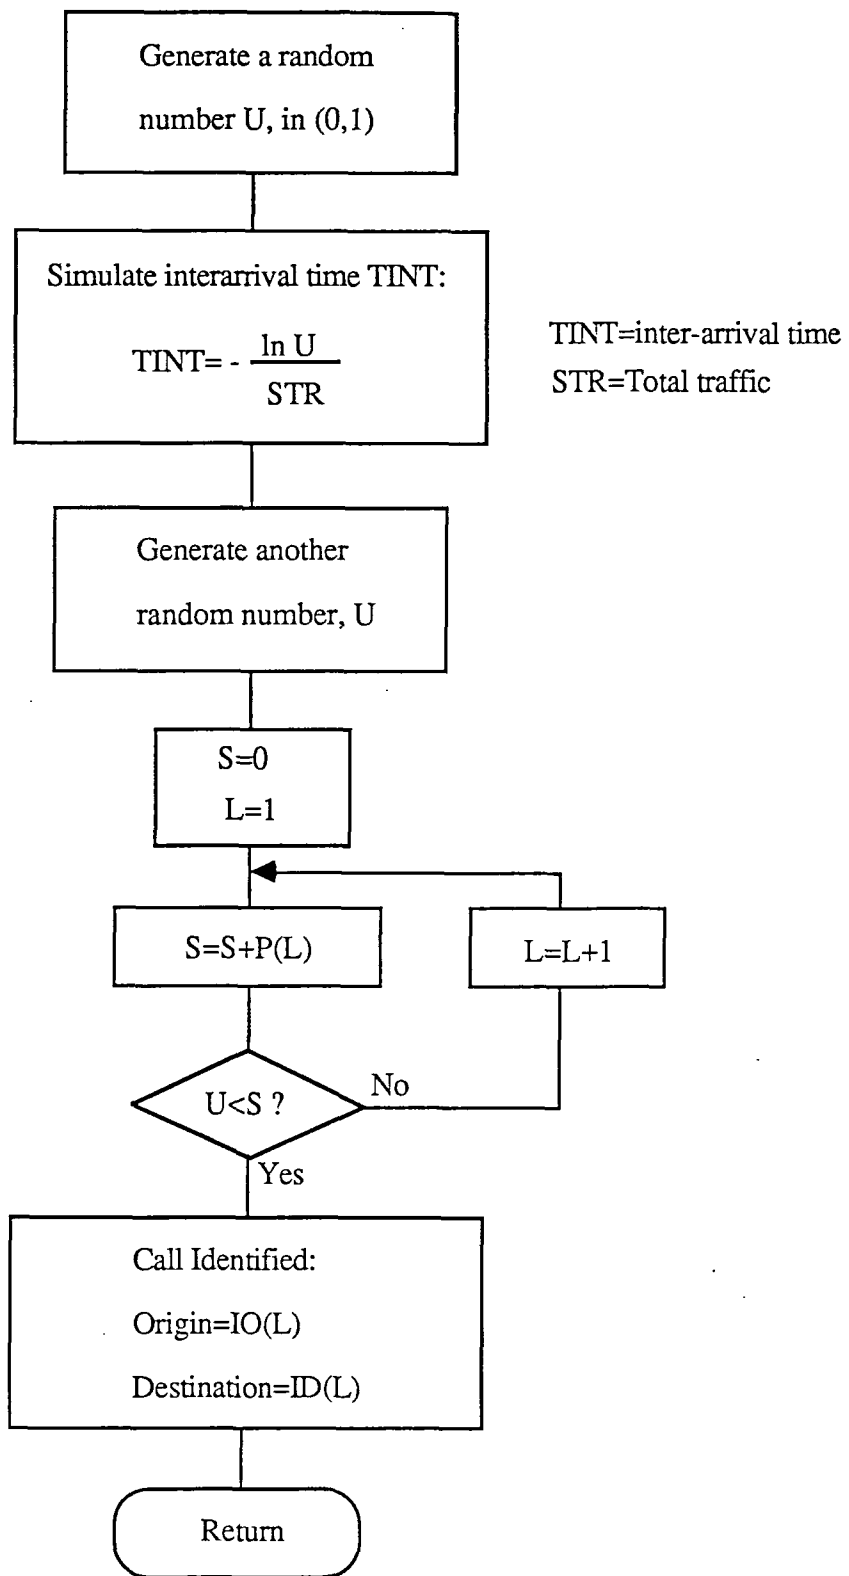 Generate a random
number U, in (0,1)
Simulate interarrival time TINT:
TINT= - ln U
STR
TINT=inter-arrival time
STR=Total traffic
Generate another
random number, U
S=0
L=1
S=S+P(L)
L=L+1
U<S ?
No
Yes
Call Identified:
Origin=IO(L)
Destination=ID(L)
Return